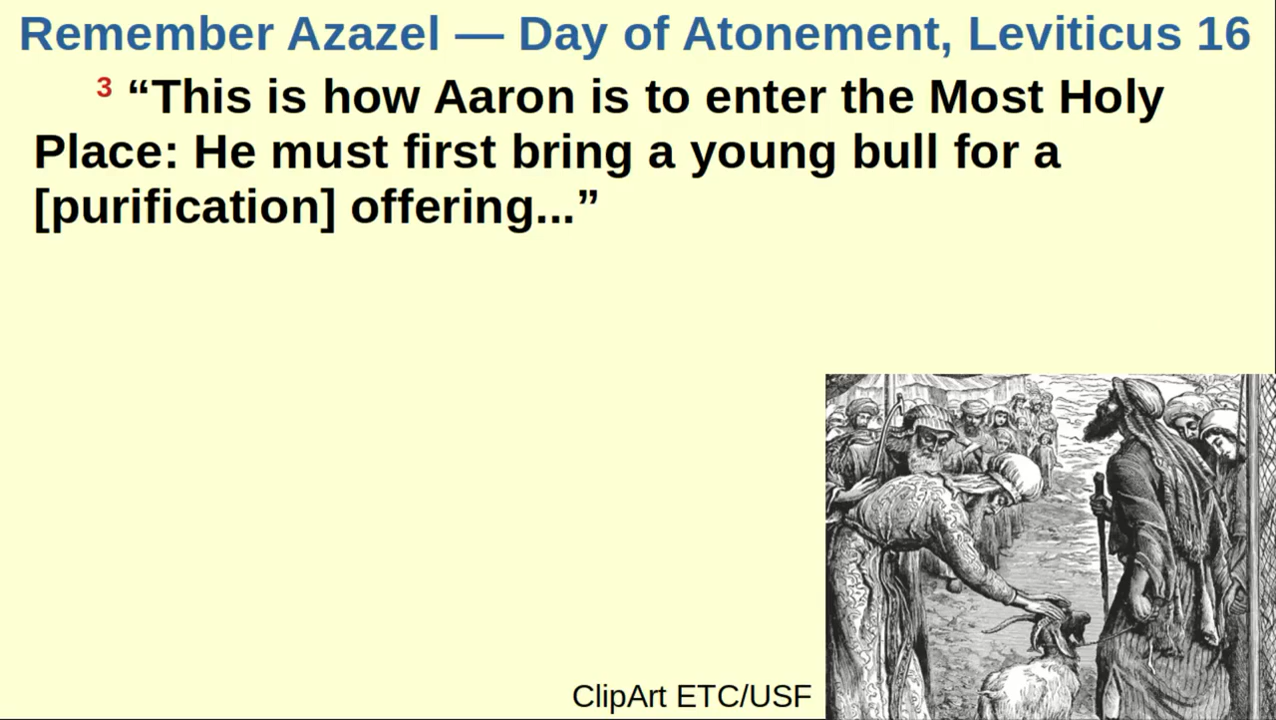 Remember Azazel — Day of Atonement, Leviticus 16
3 “This is how Aaron is to enter the Most Holy
Place: He must first bring a young bull for a
[purification] offering...”
ClipArt ETC/USF